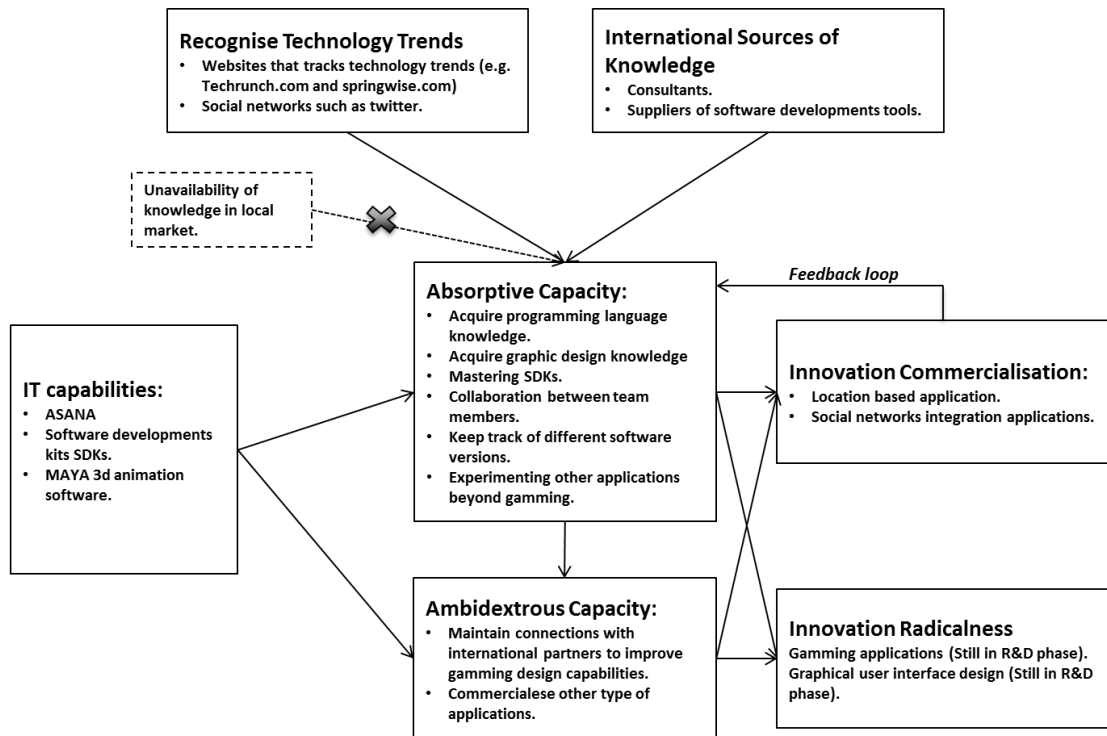 Recognise Technology Trends
• Websites that tracks technology trends (e.g.
Techrunch.com and springwise.com)
• Social networks such as twitter.
International Sources of
Knowledge
• Consultants.
• Suppliers of software developments tools.
Unavailability of
knowledge in local
market.
Feedback loop
IT capabilities:
• ASANA
• Software developments
kits SDKs.
• MAYA 3d animation
software.
Absorptive Capacity:
• Acquire programming language
knowledge.
• Acquire graphic design knowledge
• Mastering SDKs.
• Collaboration between team
members.
• Keep track of different software
versions.
• Experimenting other applications
beyond gamming.
Innovation Commercialisation:
• Location based application.
• Social networks integration applications.
Ambidextrous Capacity:
• Maintain connections with
international partners to improve
gamming design capabilities.
• Commercialese other type of
applications.
Innovation Radicalness
Gamming applications (Still in R&D phase).
Graphical user interface design (Still in R&D
phase).